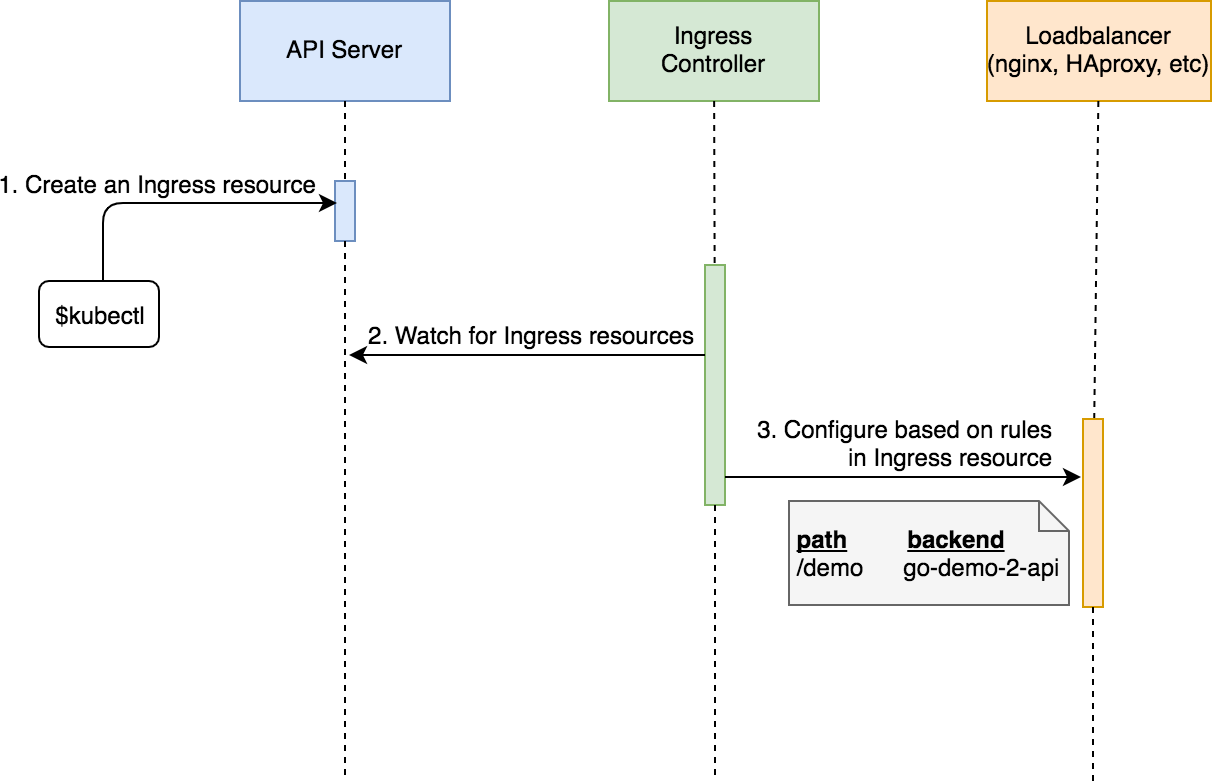 API Server
Ingress
Controller
Loadbalancer
(nginx, HAproxy, etc)
1. Create an Ingress resource
$kubectl
2. Watch for Ingress resources
3. Configure based on rules
in Ingress resource
path backend
/demo go-demo-2-api